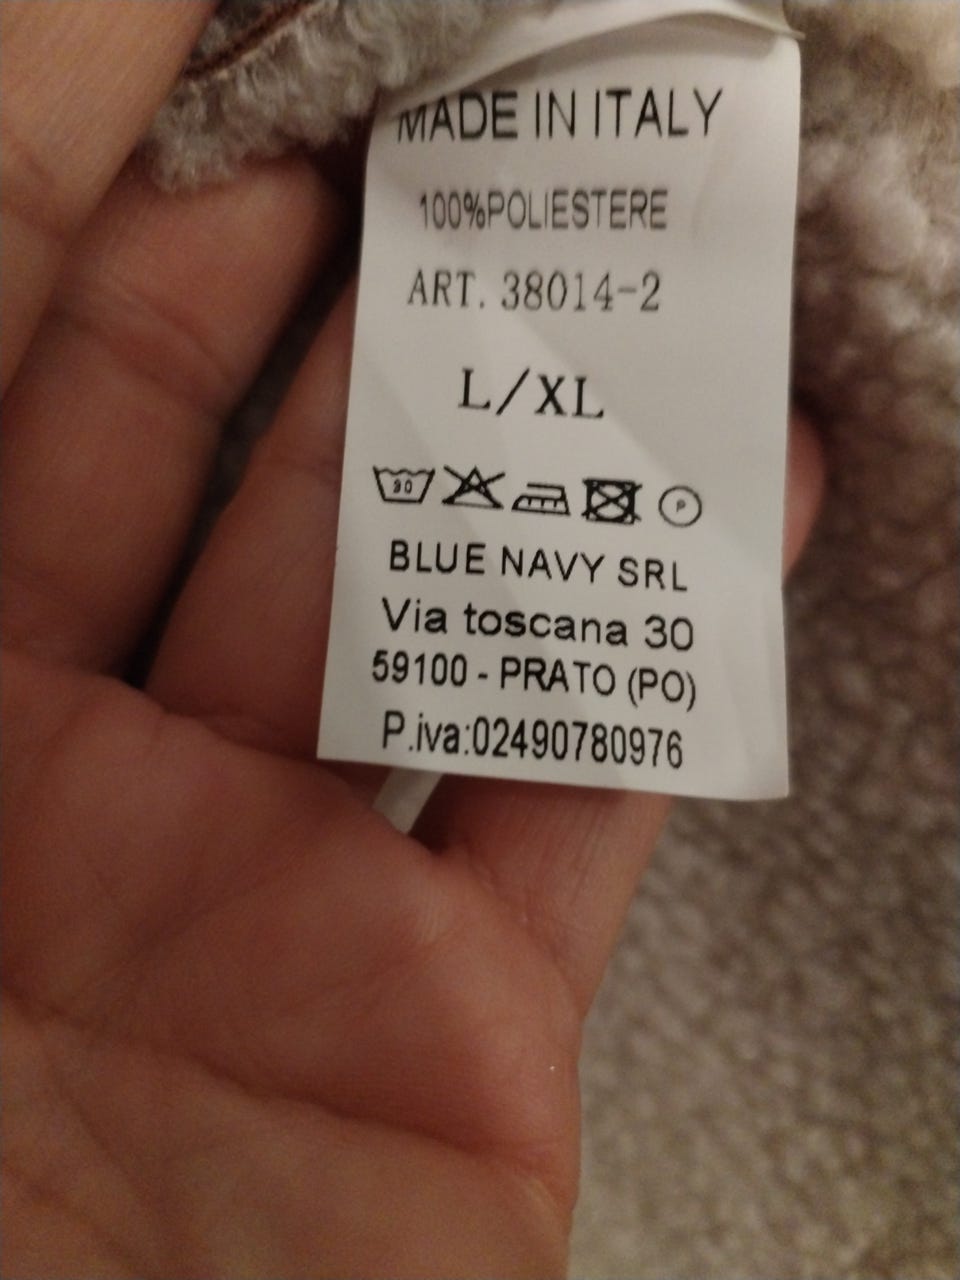 MADE IN ITALY
100%POLIESTERE
ART. 38014-2
L/XL
30 P
BLUE NAVY SRL
Via toscana 30
59100 - PRATO (PO)
P.iva:02490780976